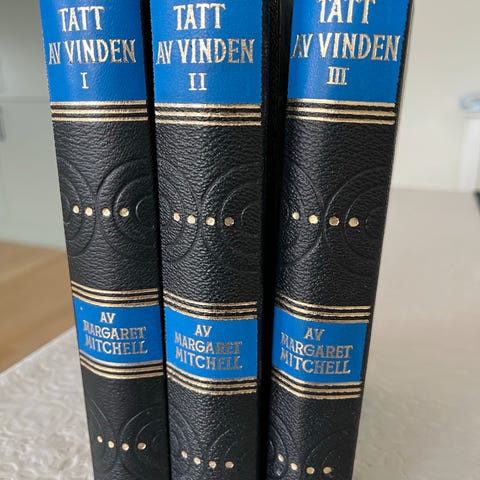 TATT
AV VINDEN
I
AV
MARGARET
MITCHELL
TATT
AV VINDEN
II
AV
MARGARET
MITCHELL
TATT
AV VINDEN
III
AV
MARGARET
MITCHELL